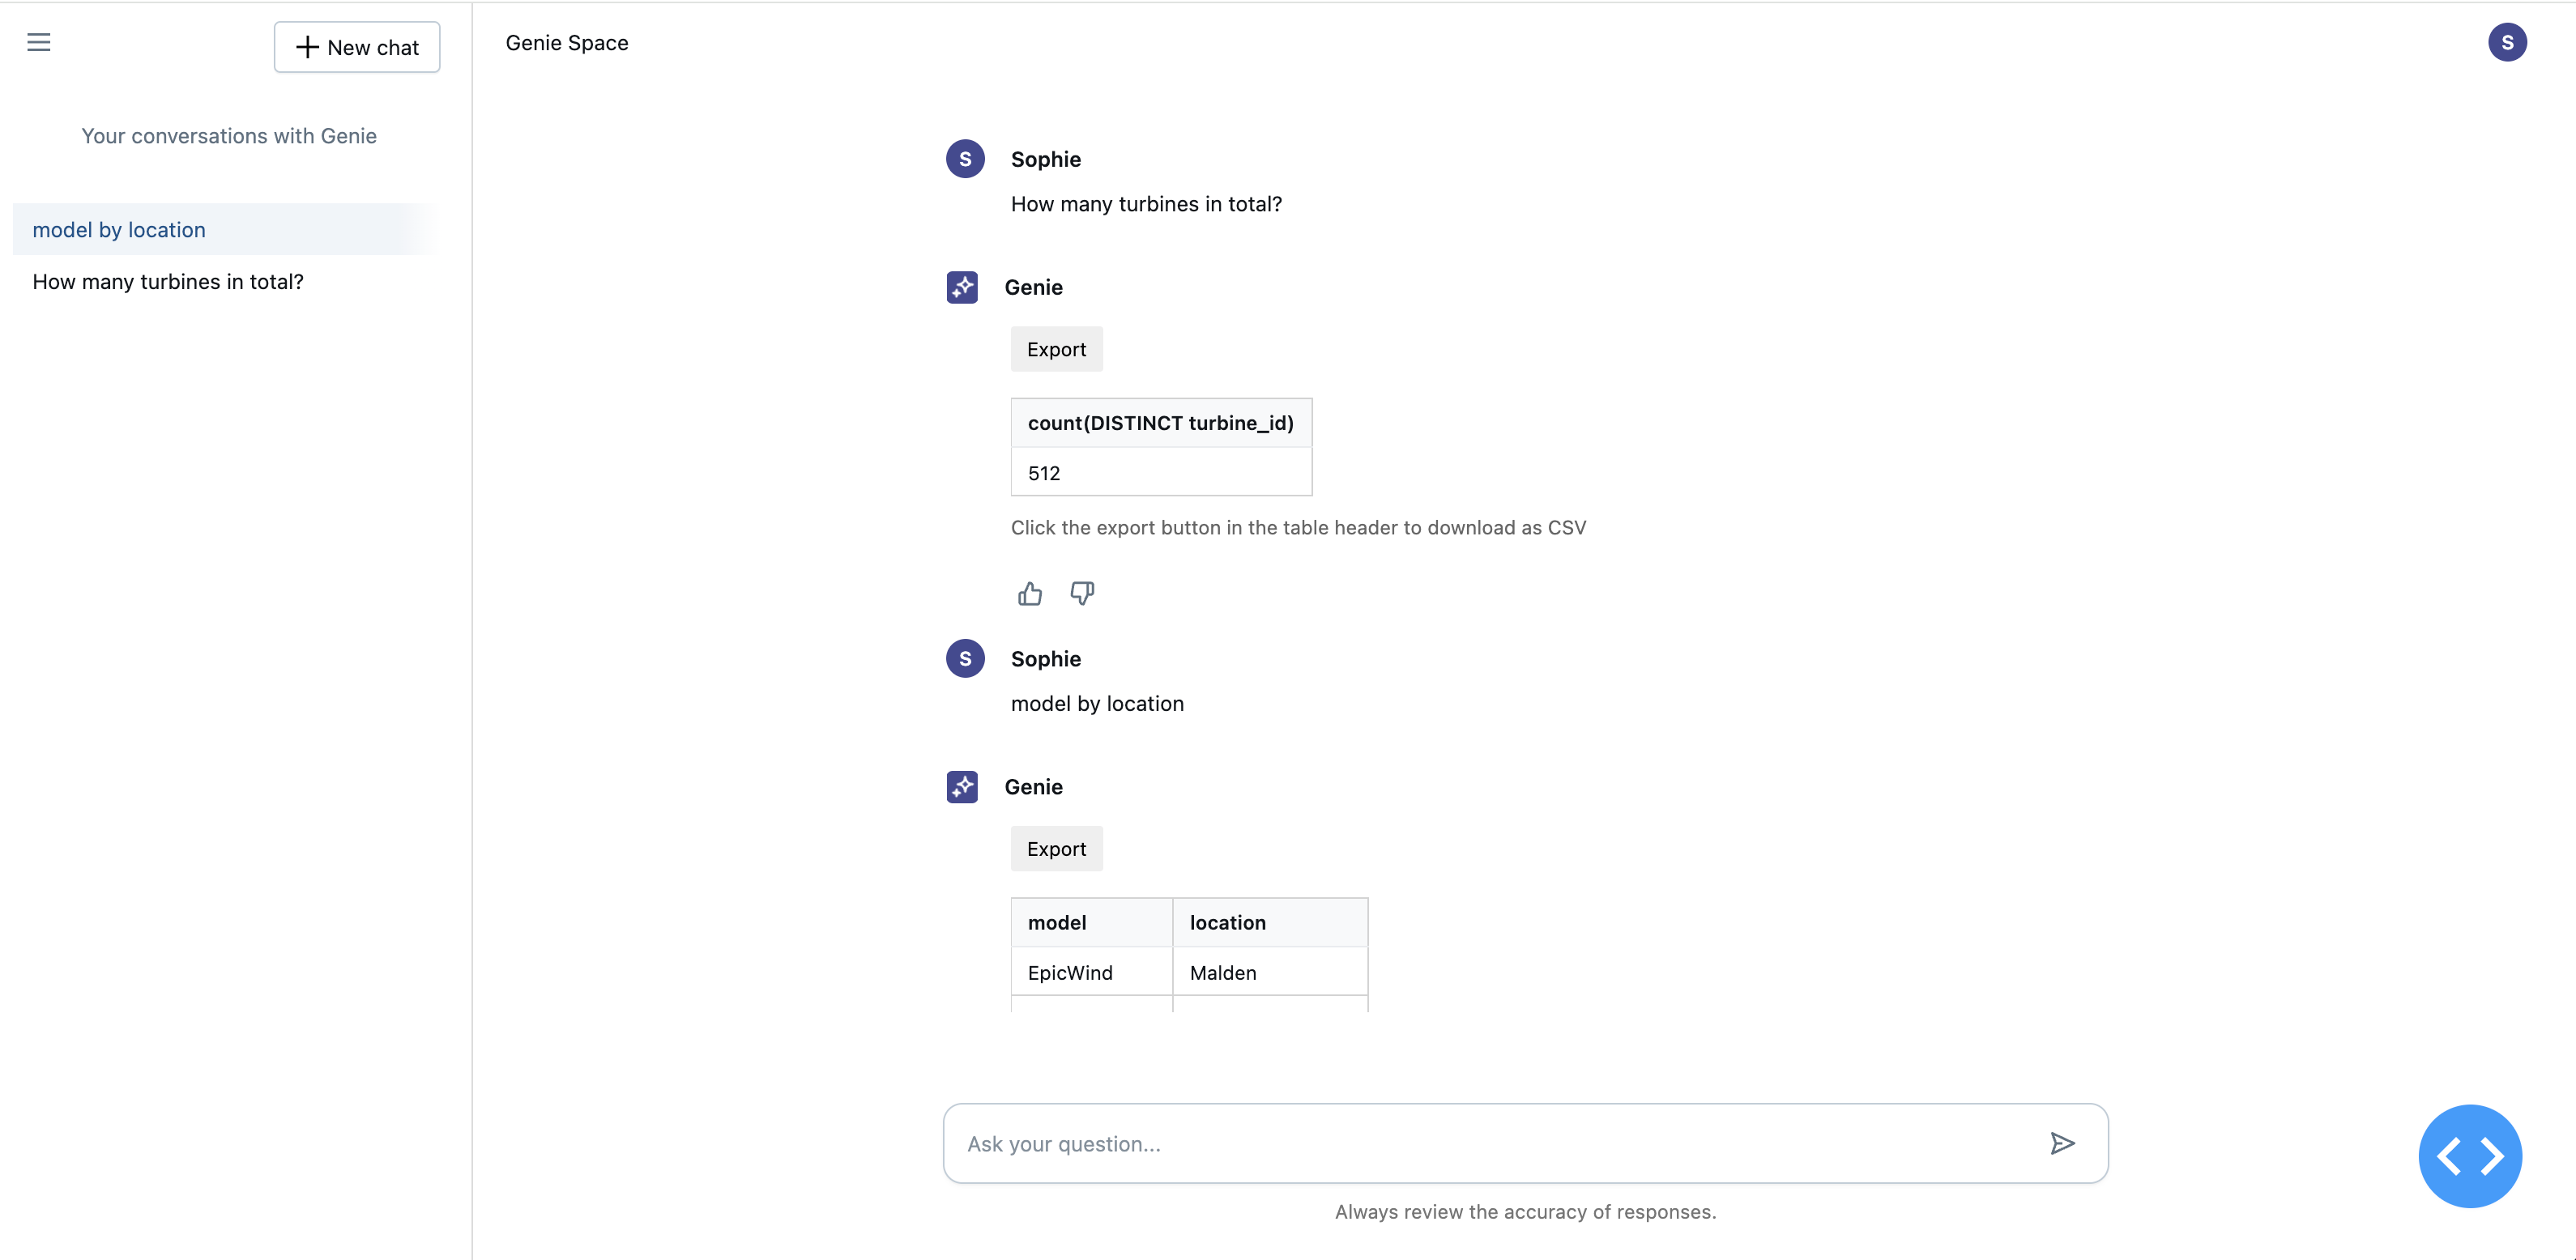 New chat
Genie Space
S
Your conversations with Genie
model by location
How many turbines in total?
S
Sophie
How many turbines in total?
Genie
Export
count(DISTINCT turbine_id)
512
Click the export button in the table header to download as CSV
S
Sophie
model by location
Genie
Export
model location
EpicWind Malden
Ask your question...
Always review the accuracy of responses.